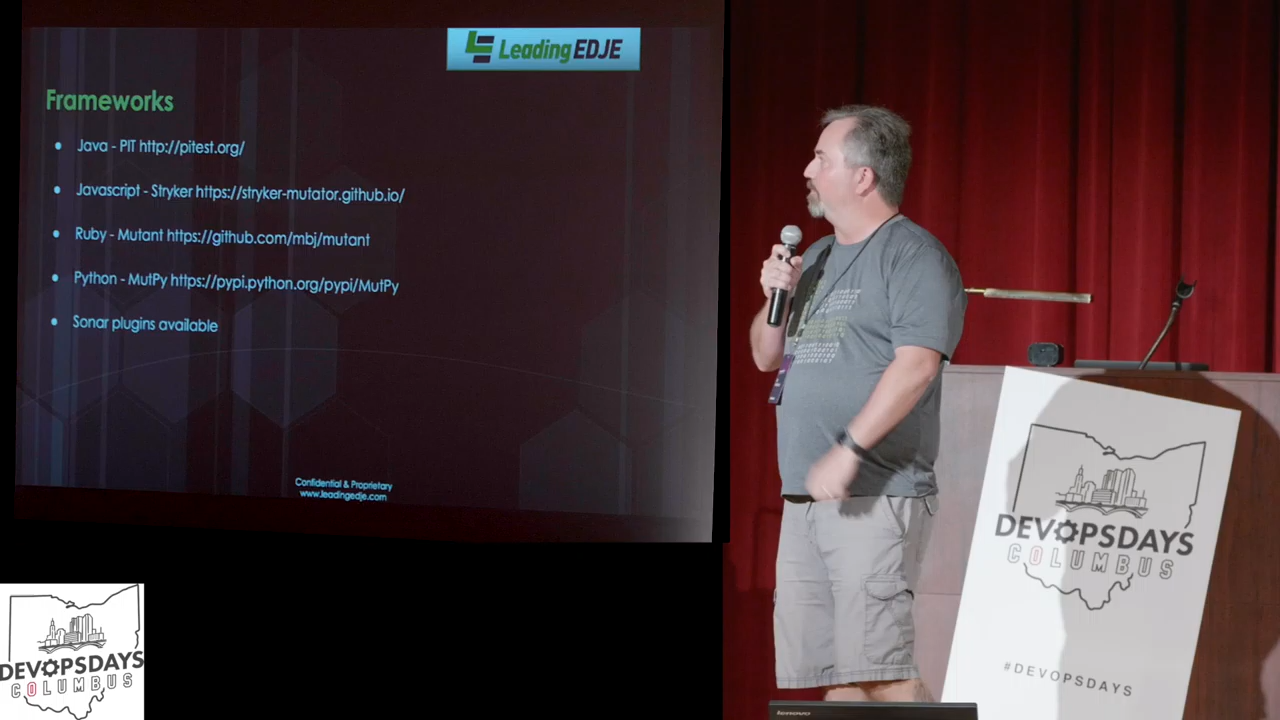 LeadingEDJE
Frameworks
Java - PIT http://pitest.org/
Javascript - Stryker https://stryker-mutator.github.io/
Ruby - Mutant https://github.com/mbj/mutant
Python - MutPy https://pypi.python.org/pypi/MutPy
Sonar plugins available
Confidential & Proprietary
www.leadingedje.com
DEVOPSDAYS
COLUMBUS
#DEVOPSDAYS
DEVOPSDAYS
COLUMBUS